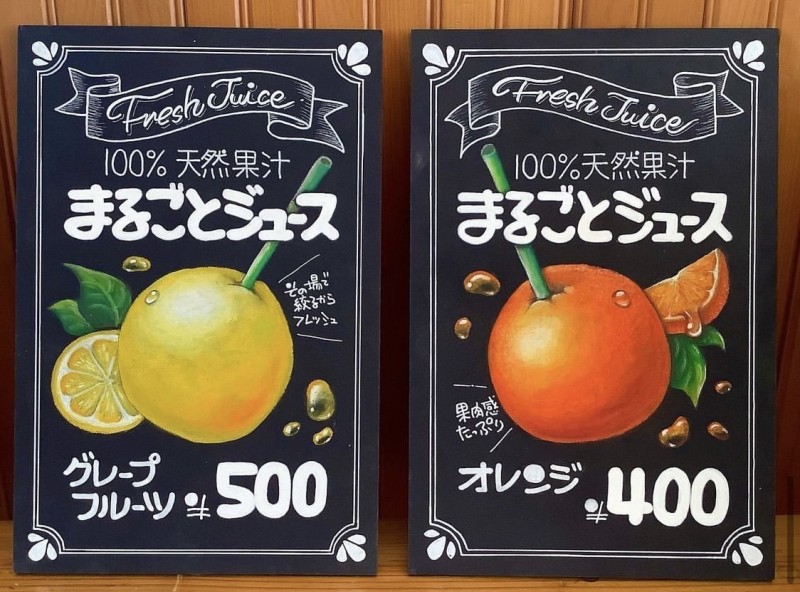 Fresh Juice
100% 天然果汁
まるごとジュース
その場で
絞るから
フレッシュ
グレープ
フルーツ ¥500
Fresh Juice
100% 天然果汁
まるごとジュース
果肉感
たっぷり
オレンジ ¥400